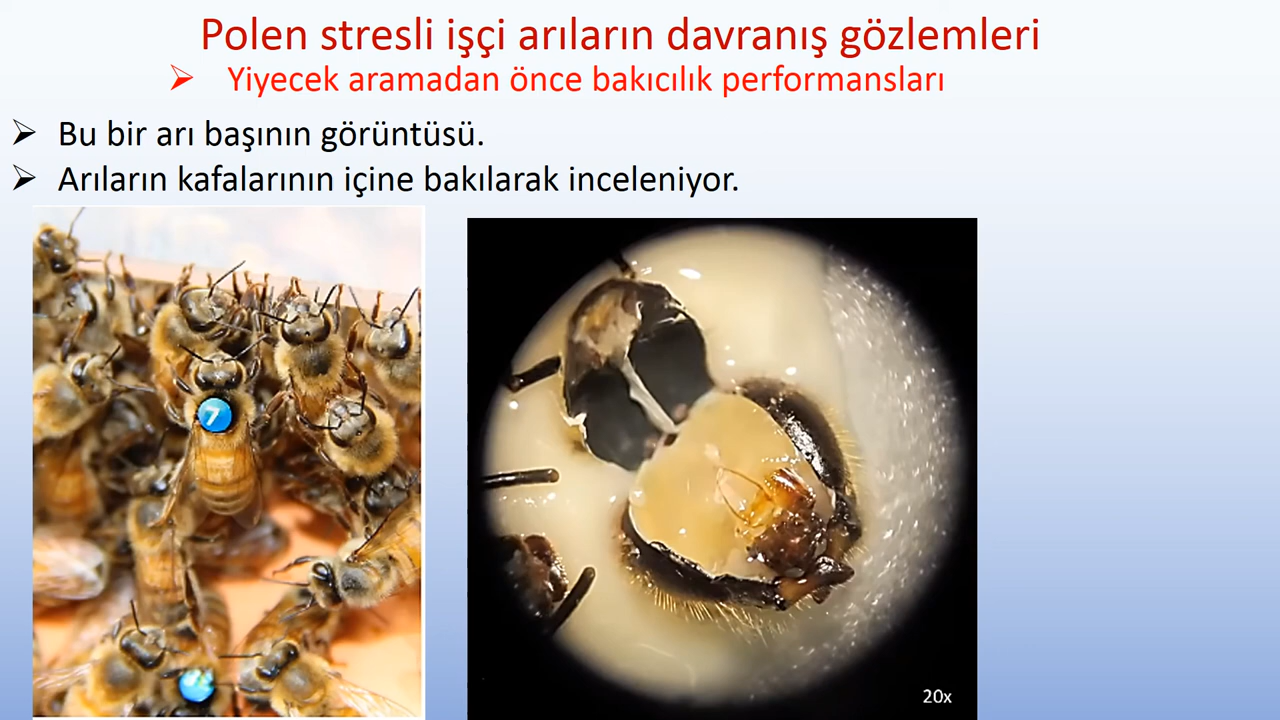 Polen stresli işçi arıların davranış gözlemleri
Yiyecek aramadan önce bakıcılık performansları
Bu bir arı başının görüntüsü.
Arıların kafalarının içine bakılarak inceleniyor.
7
20x